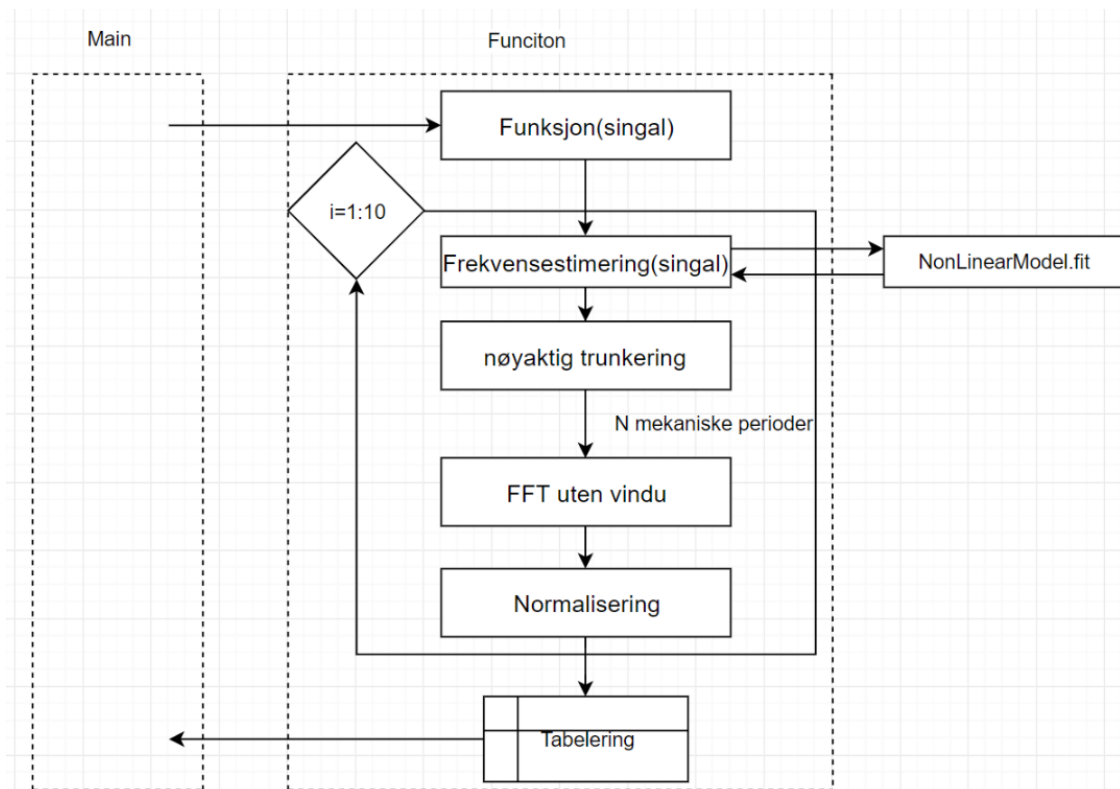 Main
Funciton
Funksjon(singal)
i=1:10
Frekvensestimering(singal)
NonLinearModel.fit
nøyaktig trunkering
N mekaniske perioder
FFT uten vindu
Normalisering
Tabelering